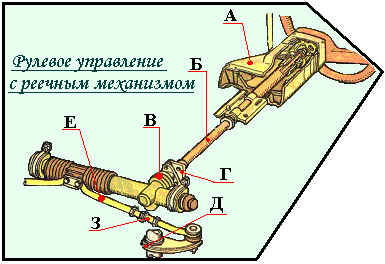 А
Рулевое управление
с реечным механизмом
Б
Е
В
Г
З
Д